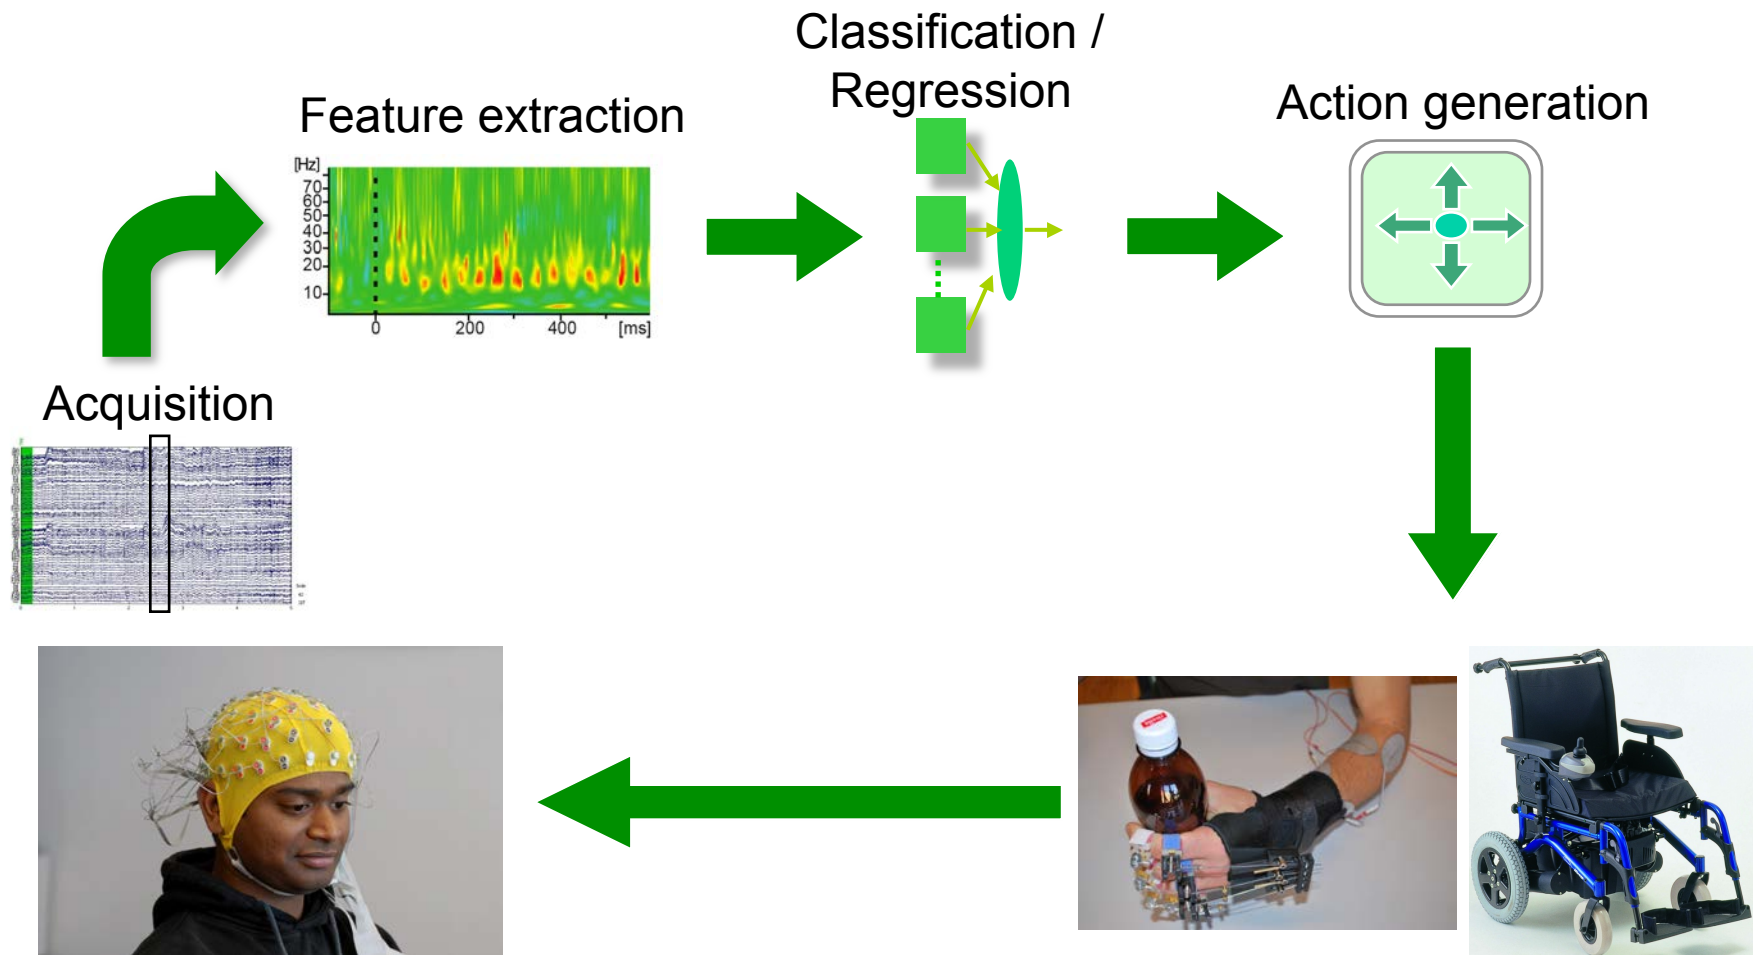 Classification /
Regression
Feature extraction
Action generation
[Hz]
70
60
50
40
30
20
10
0
200
400
[ms]
Acquisition